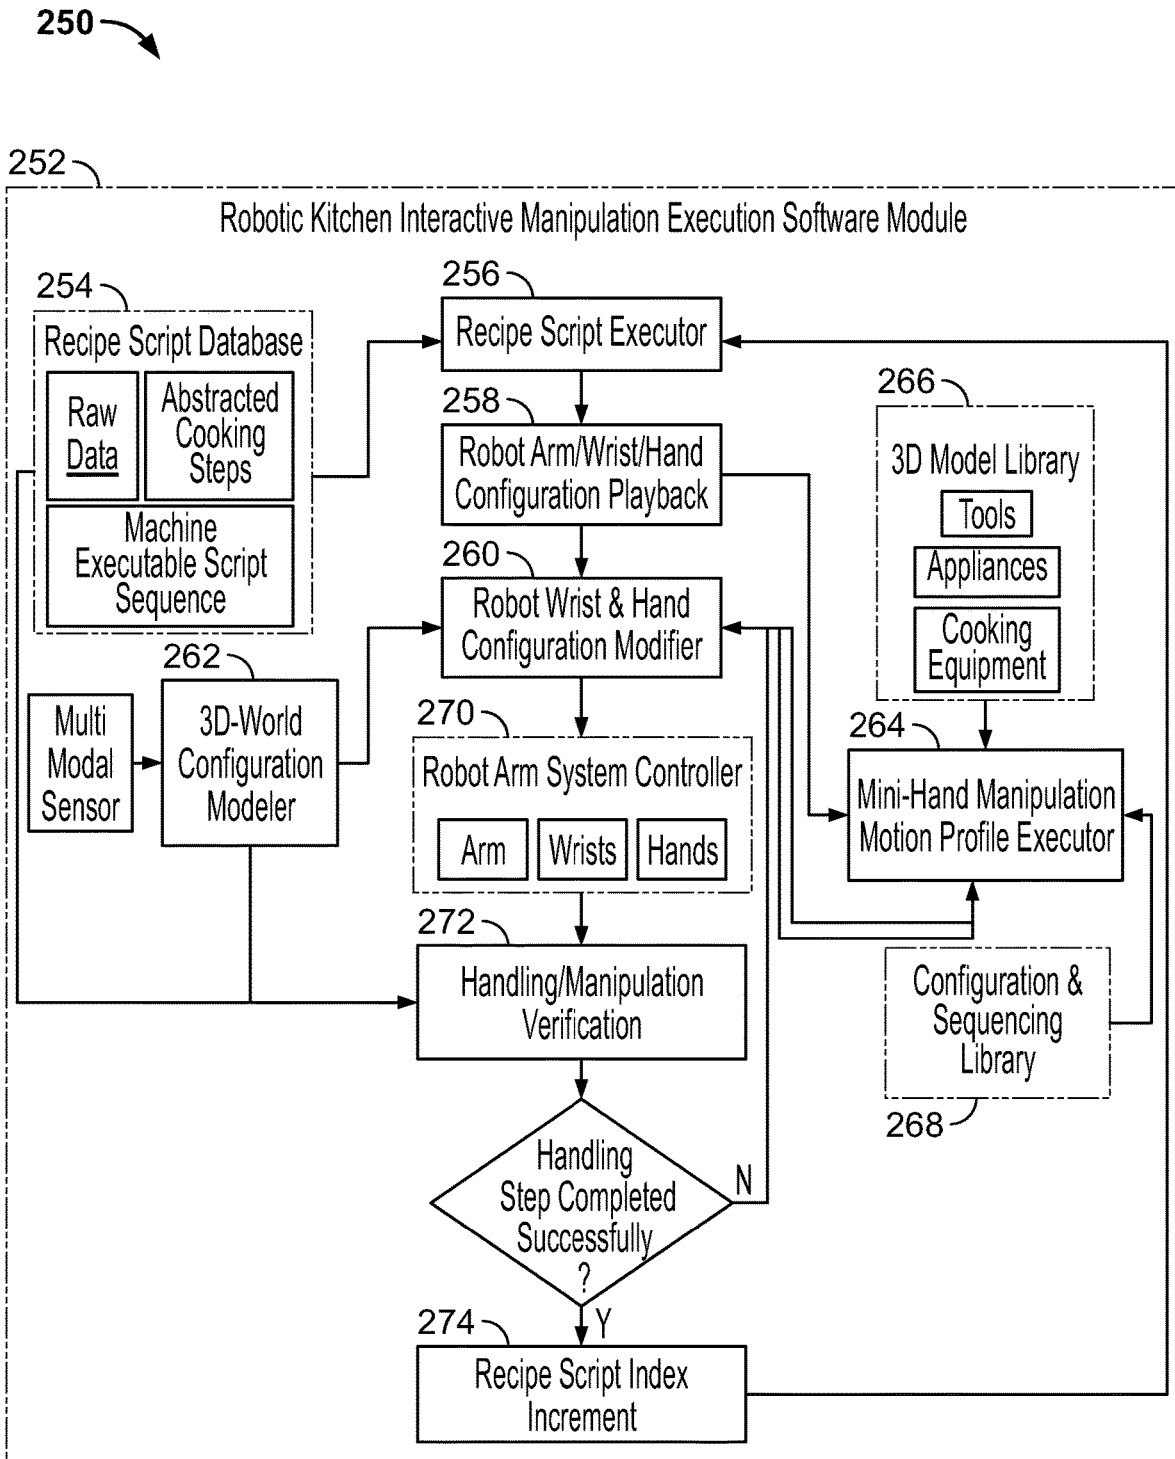 250
252
Robotic Kitchen Interactive Manipulation Execution Software Module
254
Recipe Script Database
Raw
Data
Abstracted
Cooking
Steps
Machine
Executable Script
Sequence
256
Recipe Script Executor
258
Robot Arm/Wrist/Hand
Configuration Playback
260
Robot Wrist & Hand
Configuration Modifier
262
Multi
Modal
Sensor
3D-World
Configuration
Modeler
266
3D Model Library
Tools
Appliances
Cooking
Equipment
264
Mini-Hand Manipulation
Motion Profile Executor
270
Robot Arm System Controller
Arm
Wrists
Hands
272
Handling/Manipulation
Verification
Configuration &
Sequencing
Library
268
Handling
Step Completed
Successfully
?
N
Y
274
Recipe Script Index
Increment